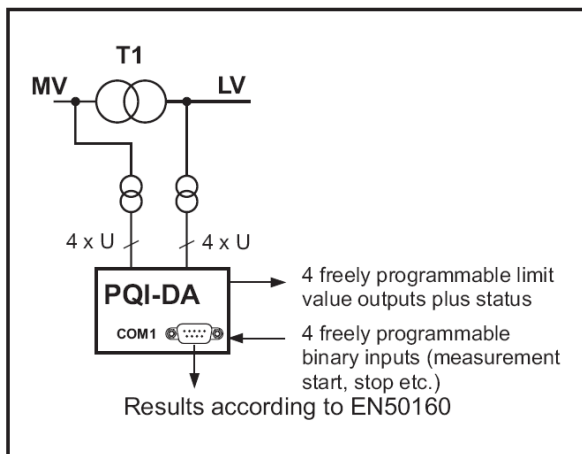 T1
MV
LV
4 x U
4 x U
PQI-DA
COM1
4 freely programmable limit
value outputs plus status
4 freely programmable
binary inputs (measurement
start, stop etc.)
Results according to EN50160